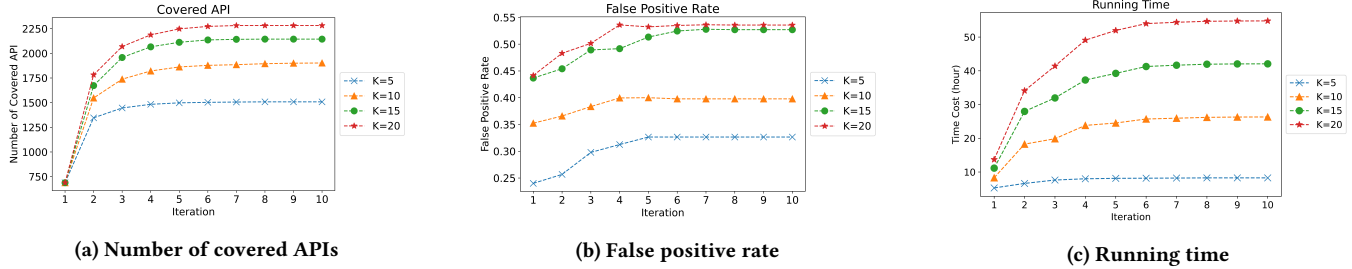 Covered API
Number of Covered API
2250
2000
1750
1500
1250
1000
750
1 2 3 4 5 6 7 8 9 10
Iteration
K=5
K=10
K=15
K=20
(a) Number of covered APIs
False Positive Rate
False Positive Rate
0.55
0.50
0.45
0.40
0.35
0.30
0.25
1 2 3 4 5 6 7 8 9 10
Iteration
K=5
K=10
K=15
K=20
(b) False positive rate
Running Time
Time Cost (hour)
50
40
30
20
10
1 2 3 4 5 6 7 8 9 10
Iteration
K=5
K=10
K=15
K=20
(c) Running time